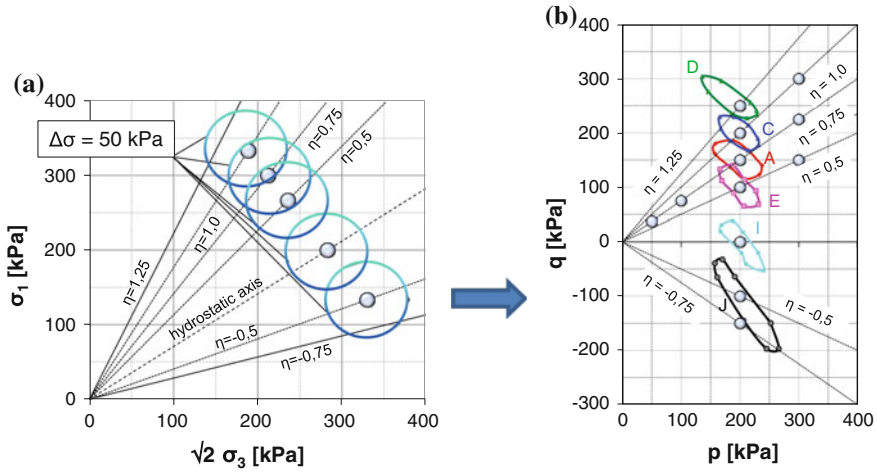 (a)
Δσ = 50 kPa
400
300
200
100
0
σ1 [kPa]
0 100 200 300 400
√2 σ3 [kPa]
η=1,25
η=1,0
η=0,75
η=0,5
hydrostatic axis
η=-0,5
η=-0,75
(b)
400
300
200
100
0
-100
-200
-300
q [kPa]
0 100 200 300 400
p [kPa]
D
C
A
E
I
J
η = 1,25
η = 1,0
η = 0,75
η = 0,5
η = -0,75
η = -0,5